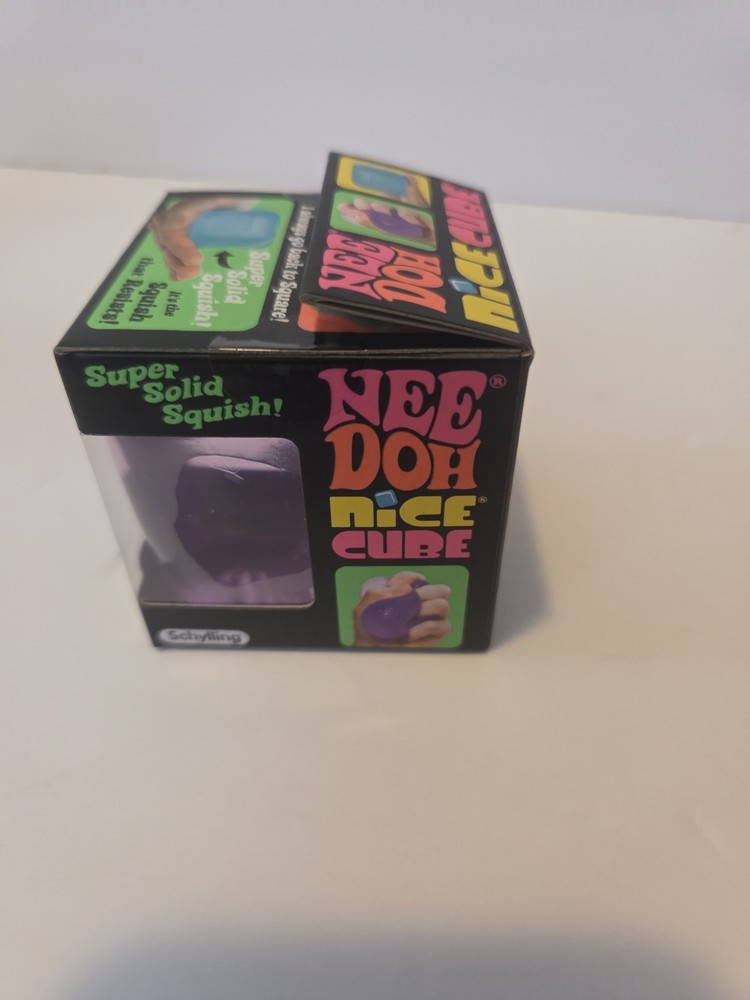 NEE
DOH
NiCE
CUBE
I always go back to Square!
Super
Solid
Squish!
It's the
Squish
that Resists!
Super
Solid
Squish!
NEE®
DOH
NiCE®
CUBE
Schylling